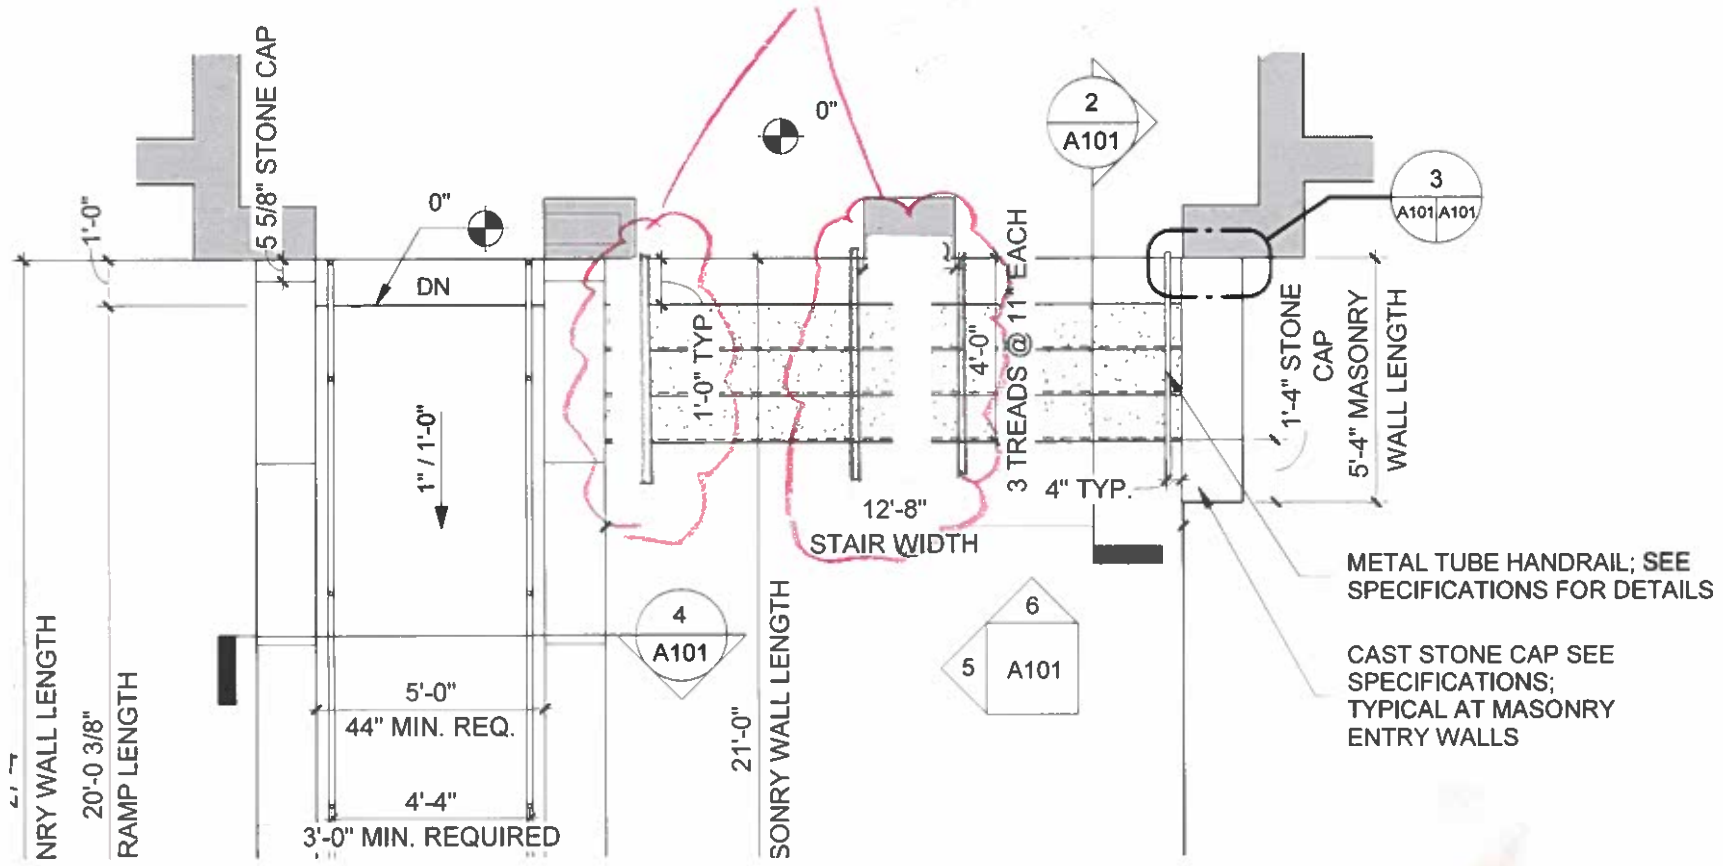 5 5/8" STONE CAP
1'-0"
0"
DN
0"
2
A101
3
A101 A101
1'-0" TYP.
4'-0"
3 TREADS @ 11" EACH
4" TYP.
1'-4" STONE
CAP
5'-4" MASONRY
WALL LENGTH
1" / 1'-0"
12'-8"
STAIR WIDTH
METAL TUBE HANDRAIL; SEE
SPECIFICATIONS FOR DETAILS
CAST STONE CAP SEE
SPECIFICATIONS;
TYPICAL AT MASONRY
ENTRY WALLS
4
A101
6
5
A101
NRY WALL LENGTH
20'-0 3/8"
RAMP LENGTH
5'-0"
44" MIN. REQ.
4'-4"
3'-0" MIN. REQUIRED
21'-0"
SONRY WALL LENGTH